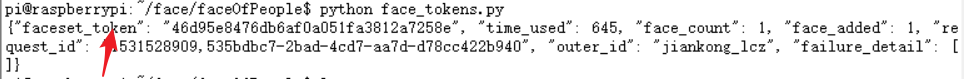 pi@raspberrypi:~/face/faceOfPeople$ python face_tokens.py
{"faceset_token": "46d95e8476db6af0a051fa3812a7258e", "time_used": 645, "face_count": 1, "face_added": 1, "re
quest_id": "1531528909,535bdbc7-2bad-4cd7-aa7d-d78cc422b940", "outer_id": "jiankong_lcz", "failure_detail": [
]}